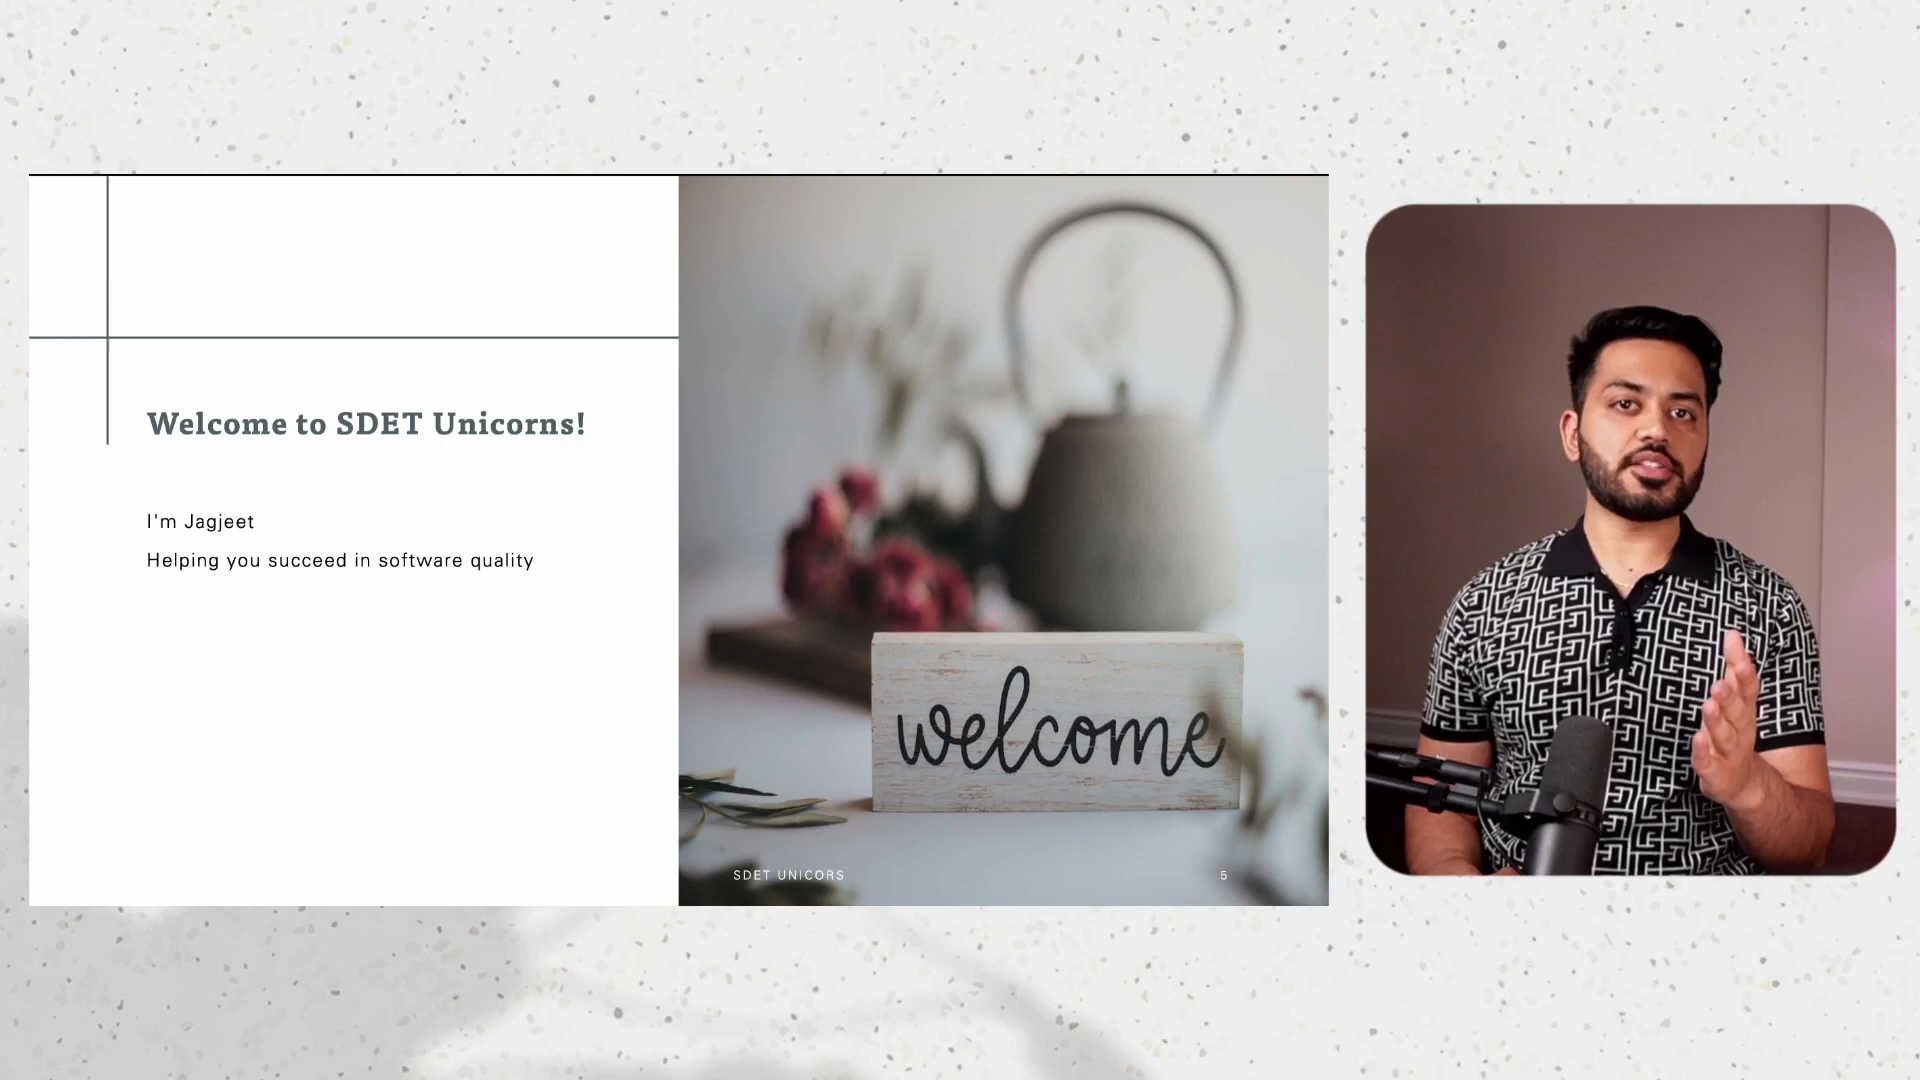 Welcome to SDET Unicorns!
I'm Jagjeet
Helping you succeed in software quality
welcome
SDET UNICORS
5